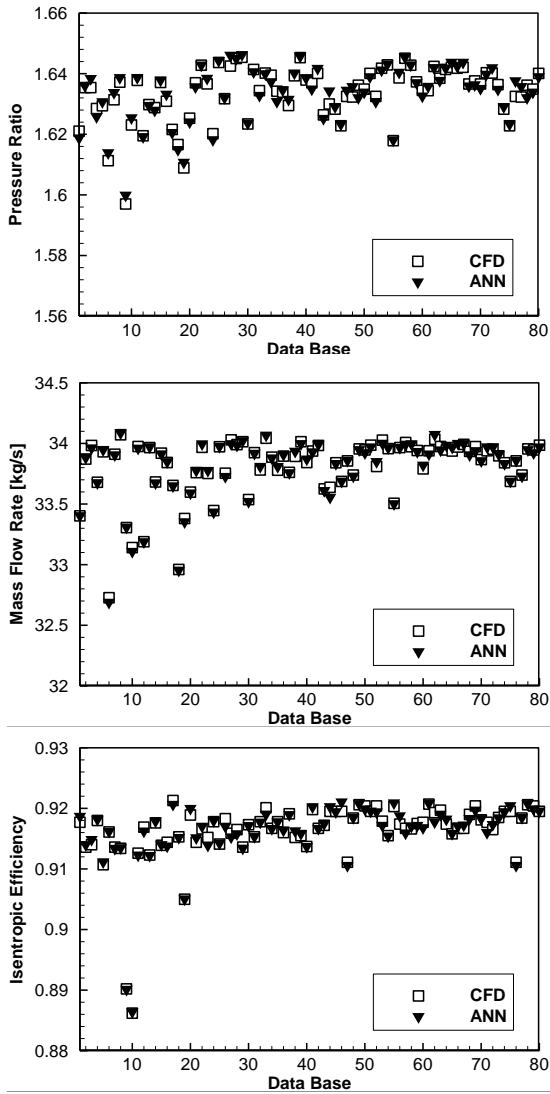 1.66
1.64
1.62
1.6
1.58
1.56
Pressure Ratio
CFD
ANN
10 20 30 40 50 60 70 80
Data Base
34.5
34
33.5
33
32.5
32
Mass Flow Rate [kg/s]
CFD
ANN
10 20 30 40 50 60 70 80
Data Base
0.93
0.92
0.91
0.9
0.89
0.88
Isentropic Efficiency
CFD
ANN
10 20 30 40 50 60 70 80
Data Base